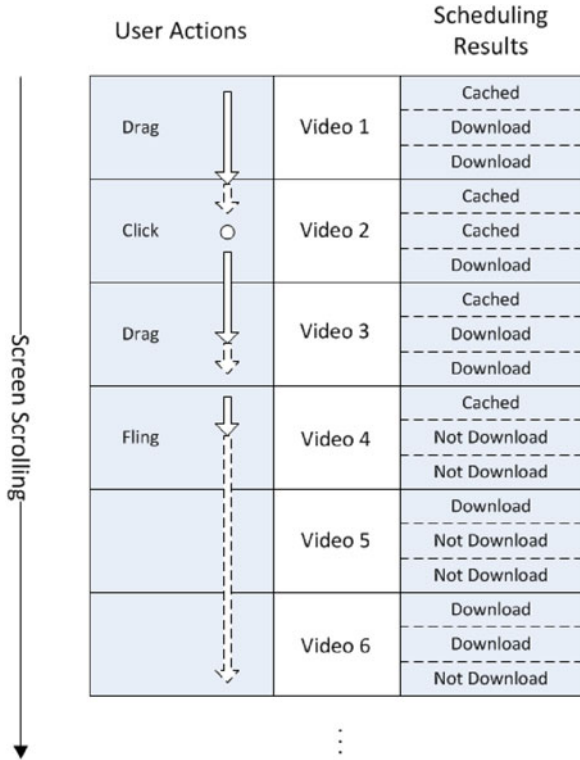 User Actions
Scheduling
Results
Screen Scrolling
Drag
Video 1
Cached
Download
Download
Click
Video 2
Cached
Cached
Download
Drag
Video 3
Cached
Download
Download
Fling
Video 4
Cached
Not Download
Not Download
Video 5
Download
Not Download
Not Download
Video 6
Download
Download
Not Download
⋮